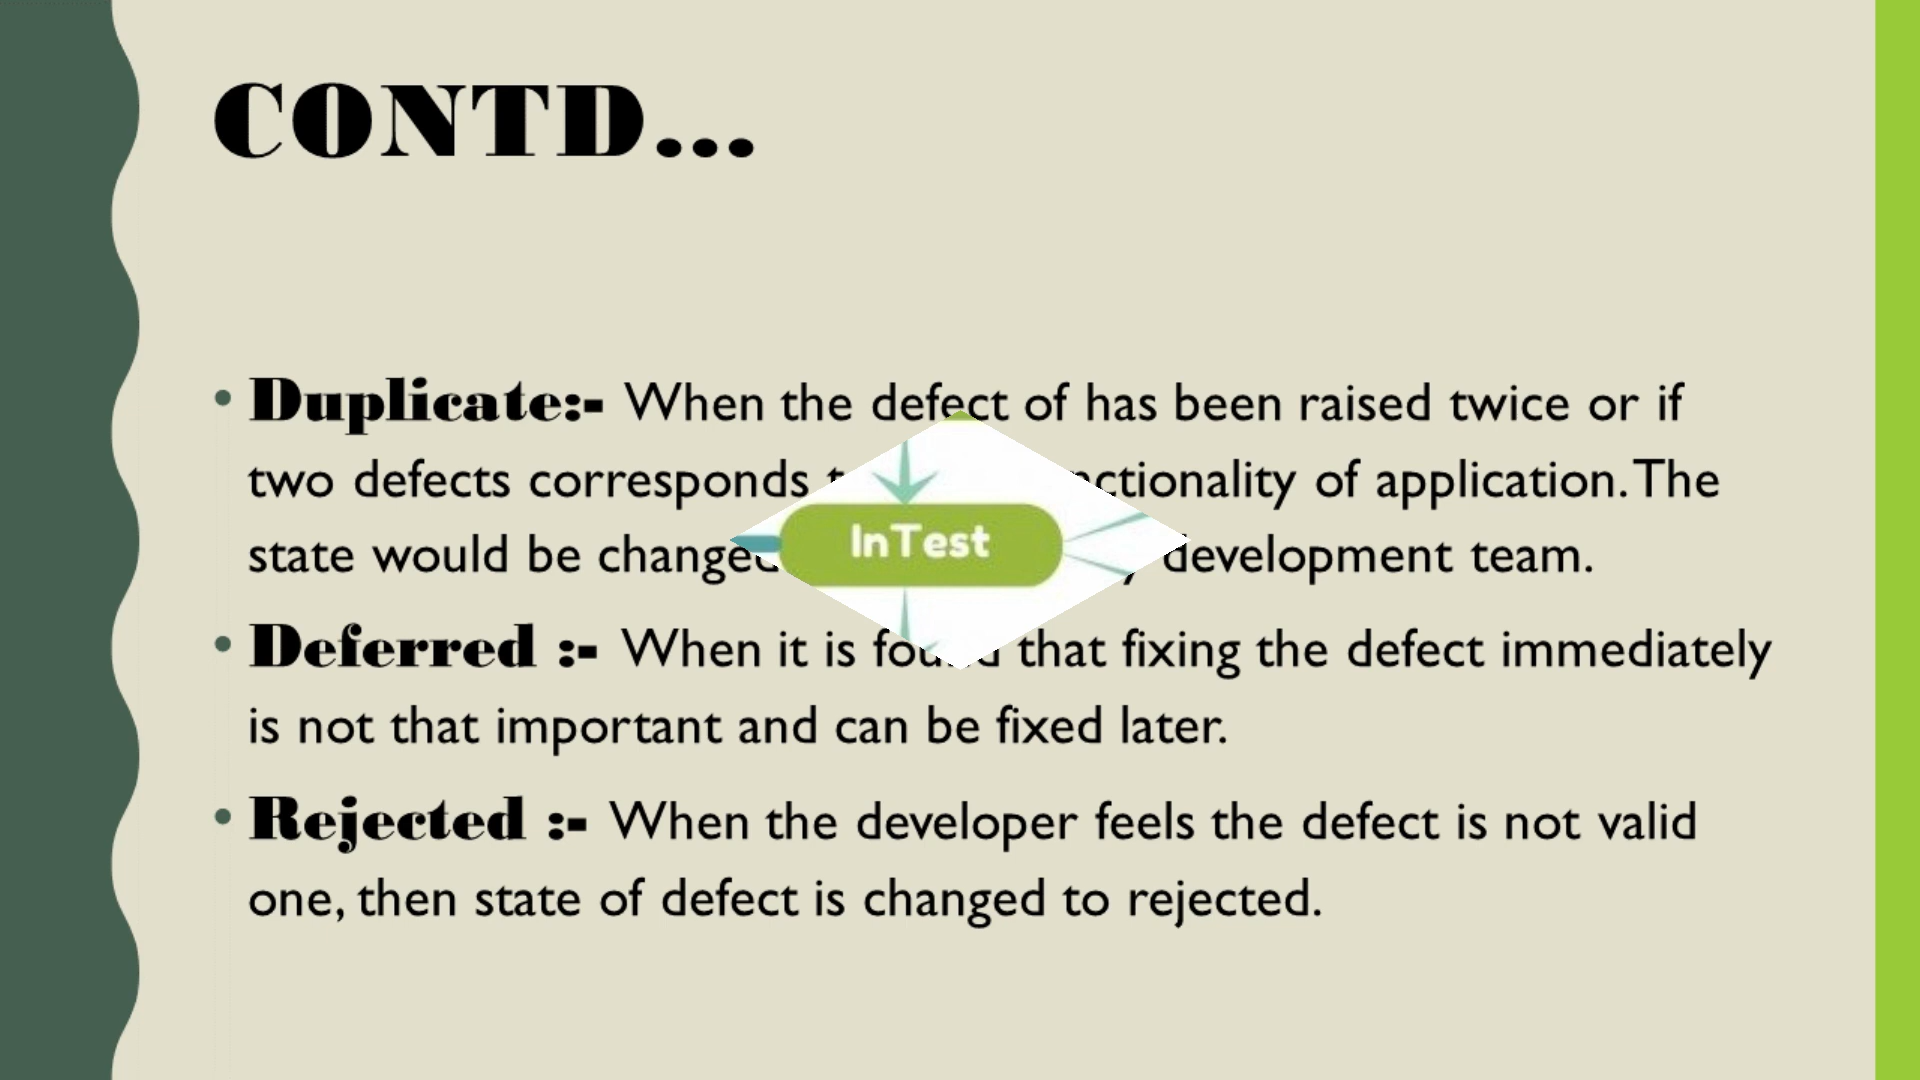 CONTD...
• Duplicate:- When the defect of has been raised twice or if
two defects corresponds of application. The
state would be development team.
• Deferred :- When it is that fixing the defect immediately
is not that important and can be fixed later.
• Rejected :- When the developer feels the defect is not valid
one, then state of defect is changed to rejected.
InTest